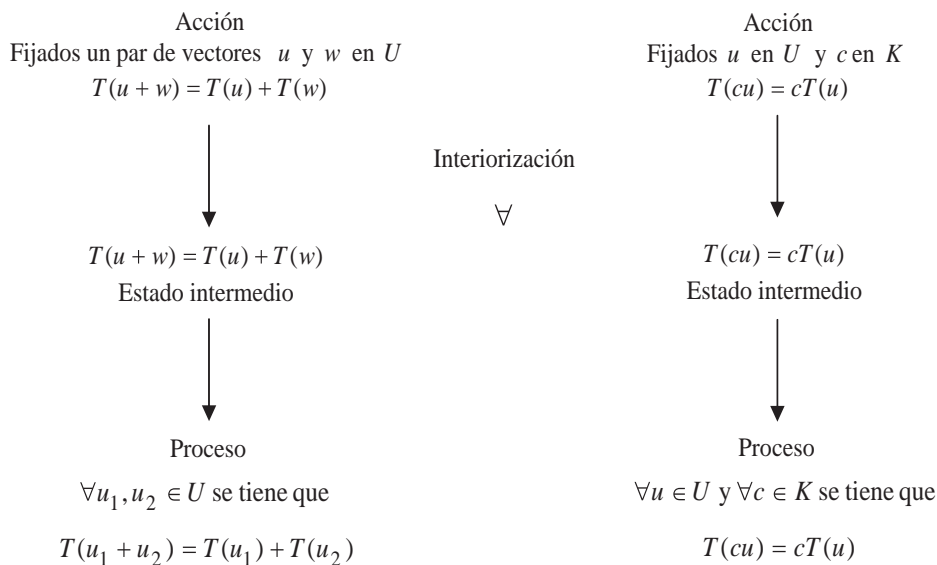 Acción
Fijados un par de vectores u y w en U
T(u + w) = T(u) + T(w)
Acción
Fijados u en U y c en K
T(cu) = cT(u)
Interiorización
∀
T(u + w) = T(u) + T(w)
Estado intermedio
T(cu) = cT(u)
Estado intermedio
Proceso
∀u₁, u₂ ∈ U se tiene que
T(u₁ + u₂) = T(u₁) + T(u₂)
Proceso
∀u ∈ U y ∀c ∈ K se tiene que
T(cu) = cT(u)